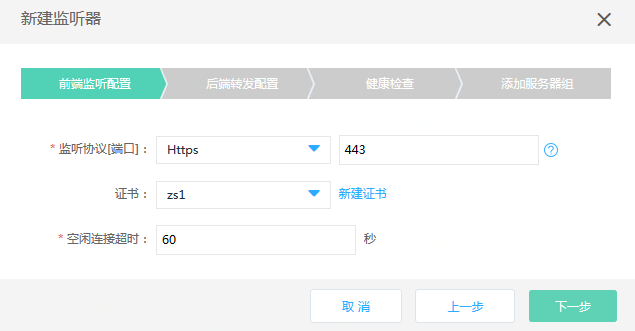 新建监听器
前端监听配置 后端转发配置 健康检查 添加服务器组
* 监听协议[端口]： Https 443
证书： zs1 新建证书
* 空闲连接超时： 60 秒
取 消 上一步 下一步